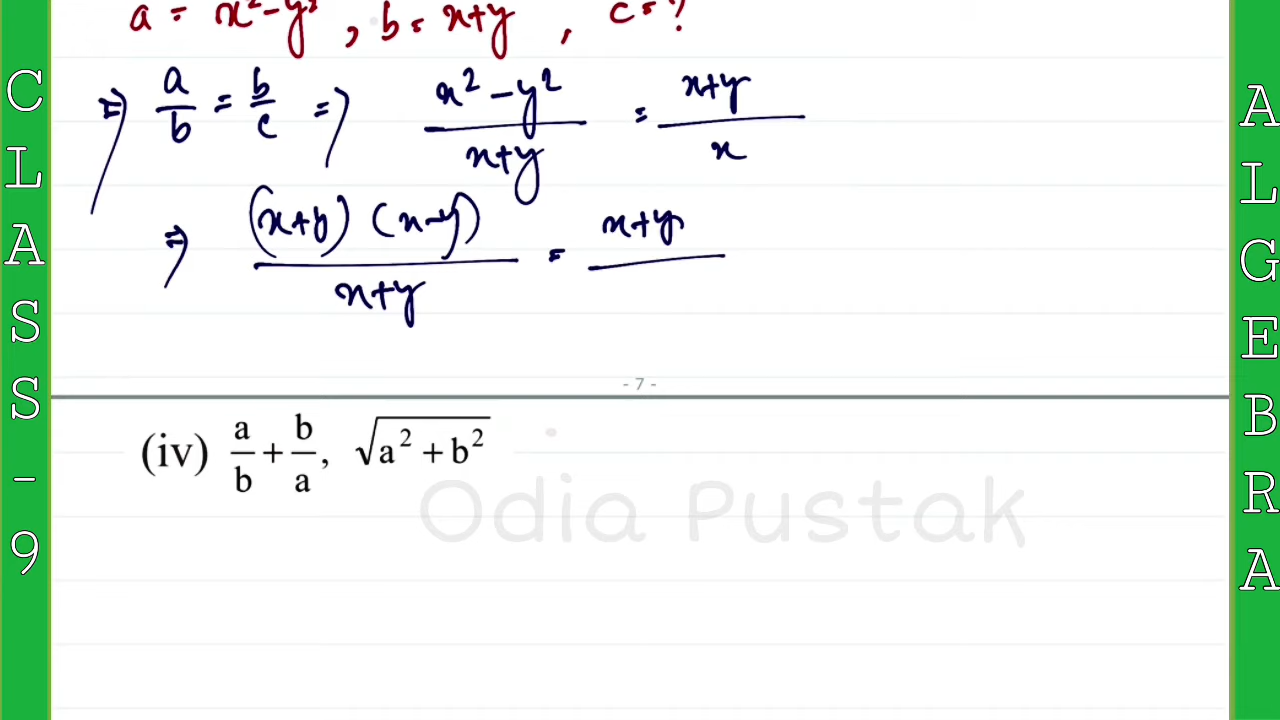 a = x² - y², b = x+y, c = ?
⇒ a/b = b/c ⇒ x² - y²/x+y = x+y/x
⇒ (x+b) (x-y)/x+y = x+y/
- 7 -
(iv) a/b + b/a, √a² + b²
Odia Pustak
CLASS-9
ALGEBRA